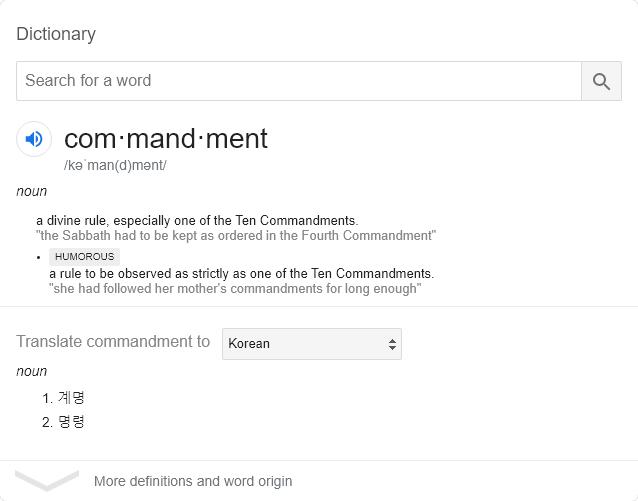 Dictionary
Search for a word
com·mand·ment
/kəˈman(d)mənt/
noun
a divine rule, especially one of the Ten Commandments.
"the Sabbath had to be kept as ordered in the Fourth Commandment"
• HUMOROUS
a rule to be observed as strictly as one of the Ten Commandments.
"she had followed her mother's commandments for long enough"
Translate commandment to Korean
noun
1. 계명
2. 명령
More definitions and word origin